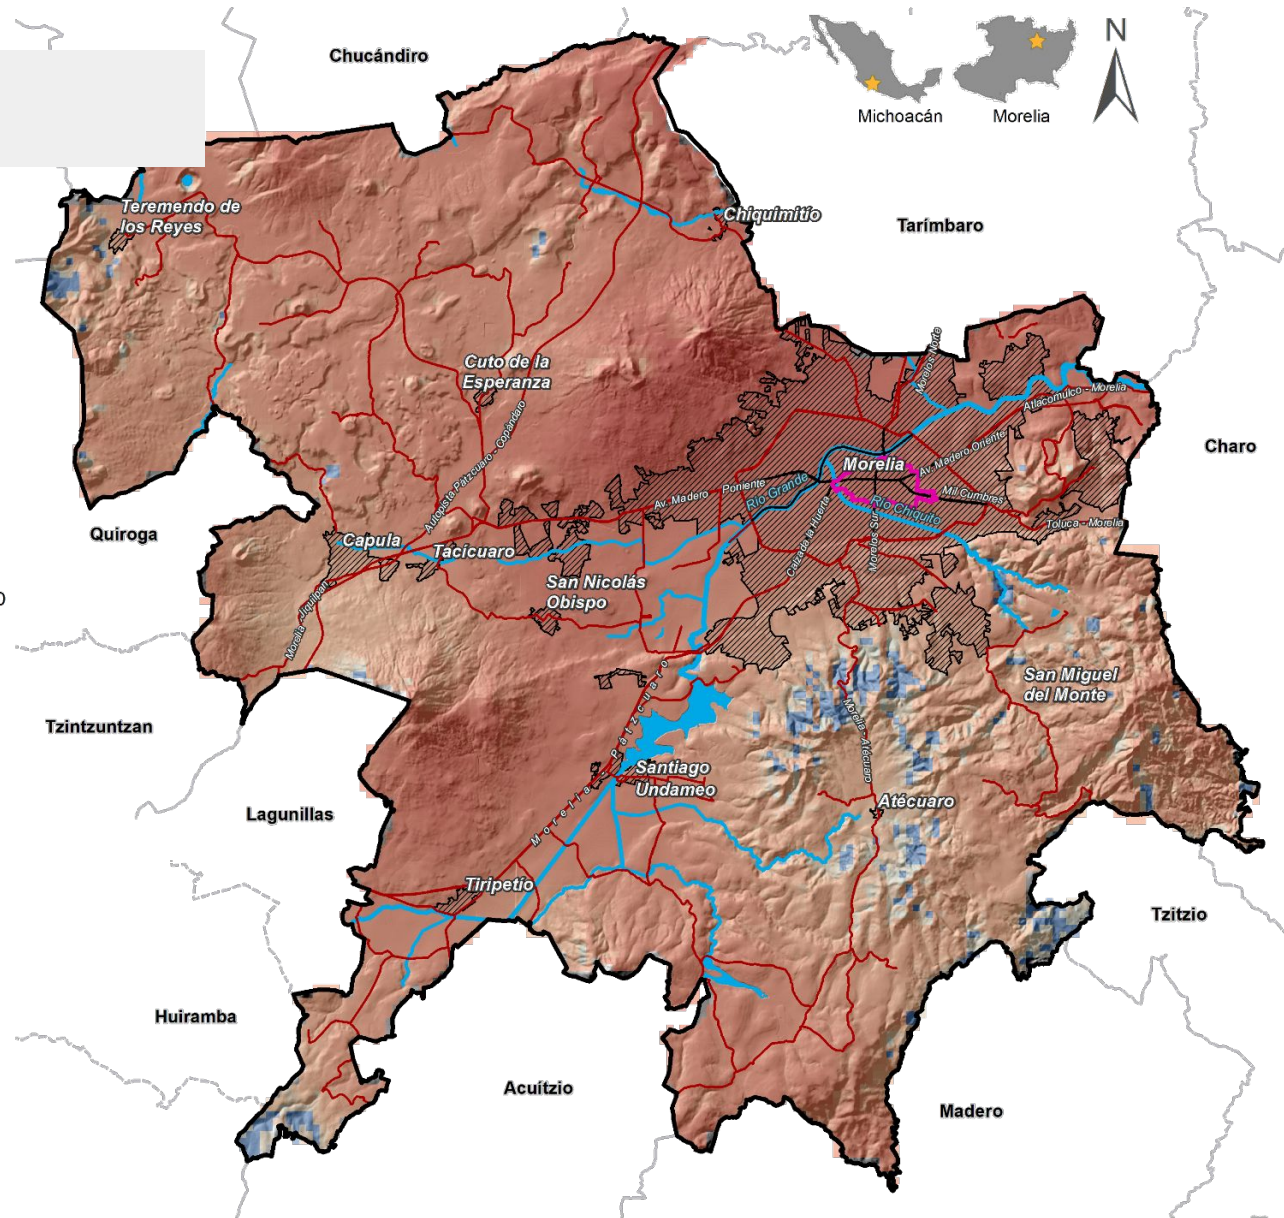 N
Chucándiro
Michoacán
Morelia
Teremendo de
los Reyes
Chiquimitío
Tarímbaro
Cuto de la
Esperanza
Morelos Norte
Atlacomulco - Morelia
Autopista Pátzcuaro - Copándaro
Charo
Morelia
Av. Madero Oriente
Av. Madero Poniente
Río Grande
Mil Cumbres
Río Chiquito
Toluca - Morelia
Calzada la Huerta
Morelos Sur
Quiroga
Capula
Tacícuaro
San Nicolás
Obispo
Morelia - Jiquilpan
San Miguel
del Monte
Tzintzuntzan
Morelia - Pátzcuaro
Morelia - Atécuaro
Santiago
Undameo
Atécuaro
Lagunillas
Tiripetío
Tzitzio
Huiramba
Acuítzio
Madero